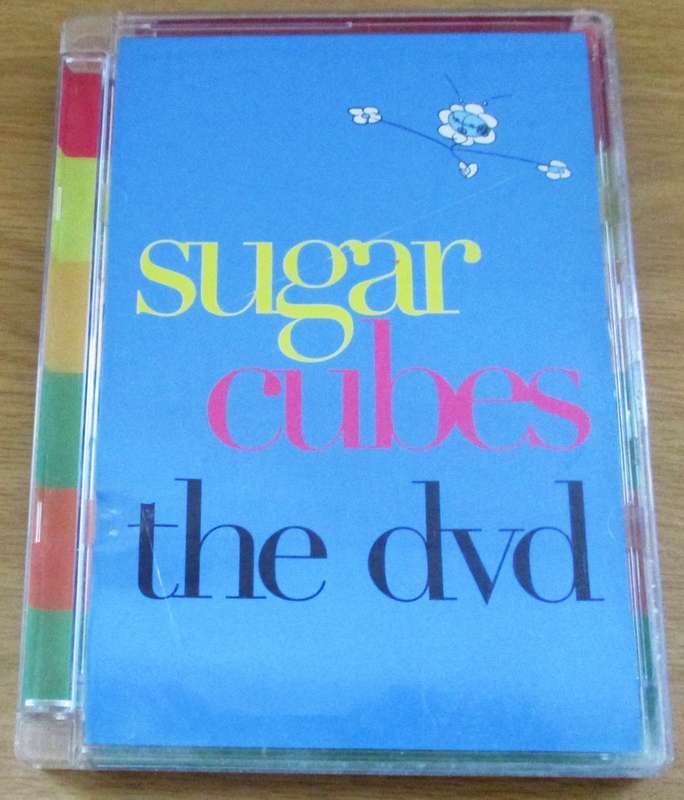 sugar
cubes
the dvd